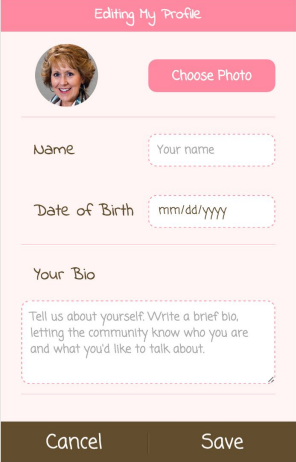 Editing My Profile
Choose Photo
Name
Your name
Date of Birth
mm/dd/yyyy
Your Bio
Tell us about yourself. Write a brief bio,
letting the community know who you are
and what you'd like to talk about.
Cancel
Save